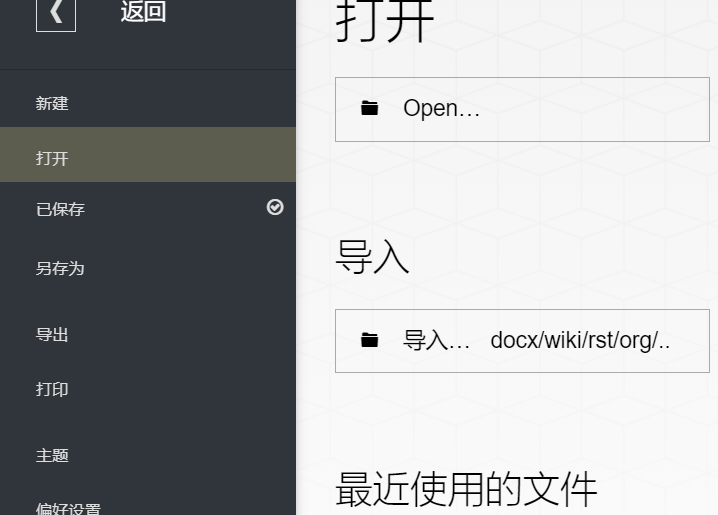 返回
新建
打开
已保存
另存为
导出
打印
主题
偏好设置
打开
Open...
导入
导入... docx/wiki/rst/org/..
最近使用的文件